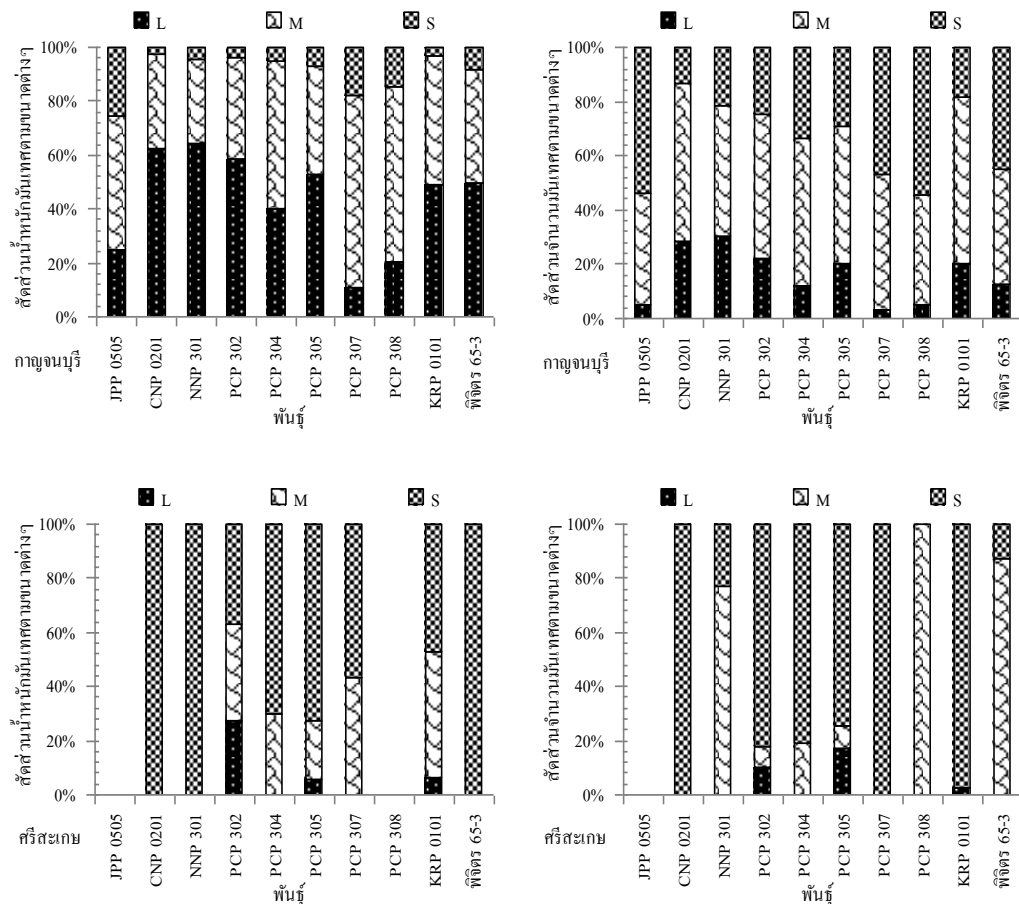 L M S
สัดส่วนน้ำหนักมันเทศตามขนาดต่างๆ
100%
80%
60%
40%
20%
0%
กาญจนบุรี
JPP 0505
CNP 0201
NNP 301
PCP 302
PCP 304
PCP 305
PCP 307
PCP 308
KRP 0101
พิจิตร 65-3
พันธุ์
L M S
สัดส่วนจำนวนมันเทศตามขนาดต่างๆ
100%
80%
60%
40%
20%
0%
กาญจนบุรี
JPP 0505
CNP 0201
NNP 301
PCP 302
PCP 304
PCP 305
PCP 307
PCP 308
KRP 0101
พิจิตร 65-3
พันธุ์
L M S
สัดส่วนน้ำหนักมันเทศตามขนาดต่างๆ
100%
80%
60%
40%
20%
0%
ศรีสะเกษ
JPP 0505
CNP 0201
NNP 301
PCP 302
PCP 304
PCP 305
PCP 307
PCP 308
KRP 0101
พิจิตร 65-3
พันธุ์
L M S
สัดส่วนจำนวนมันเทศตามขนาดต่างๆ
100%
80%
60%
40%
20%
0%
ศรีสะเกษ
JPP 0505
CNP 0201
NNP 301
PCP 302
PCP 304
PCP 305
PCP 307
PCP 308
KRP 0101
พิจิตร 65-3
พันธุ์